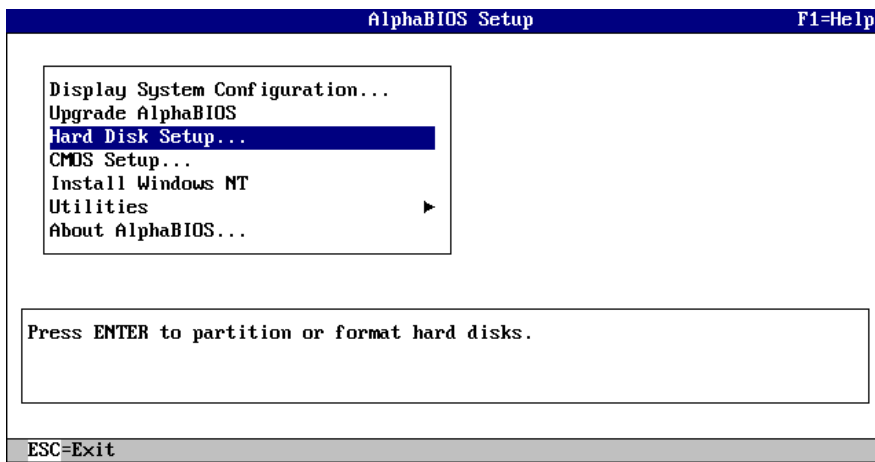 AlphaBIOS Setup F1=Help
Display System Configuration...
Upgrade AlphaBIOS
Hard Disk Setup...
CMOS Setup...
Install Windows NT
Utilities ►
About AlphaBIOS...
Press ENTER to partition or format hard disks.
ESC=Exit